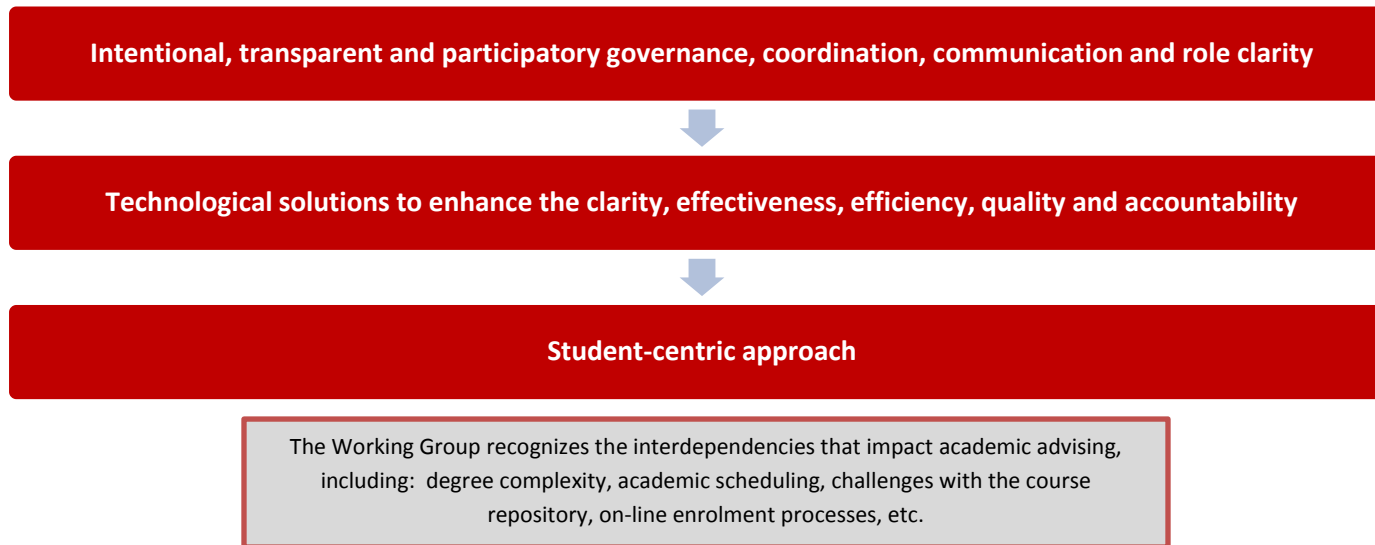 Intentional, transparent and participatory governance, coordination, communication and role clarity
Technological solutions to enhance the clarity, effectiveness, efficiency, quality and accountability
Student-centric approach
The Working Group recognizes the interdependencies that impact academic advising,
including:  degree complexity, academic scheduling, challenges with the course
repository, on-line enrolment processes, etc.